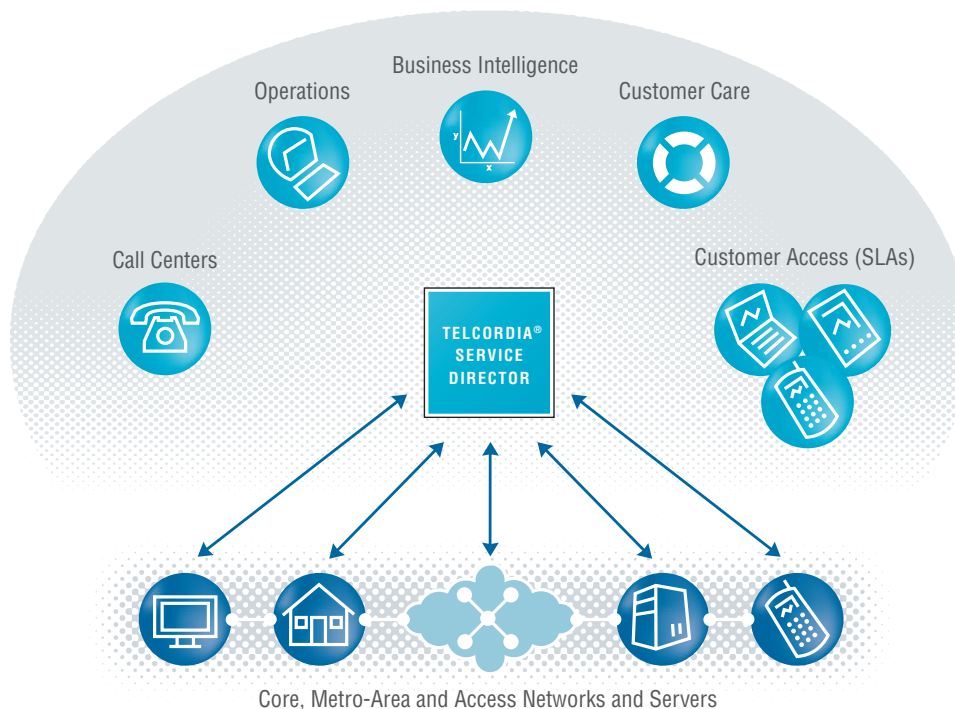 Business Intelligence
Operations
Customer Care
Call Centers
Customer Access (SLAs)
y
x
TELCORDIA®
SERVICE
DIRECTOR
Core, Metro-Area and Access Networks and Servers